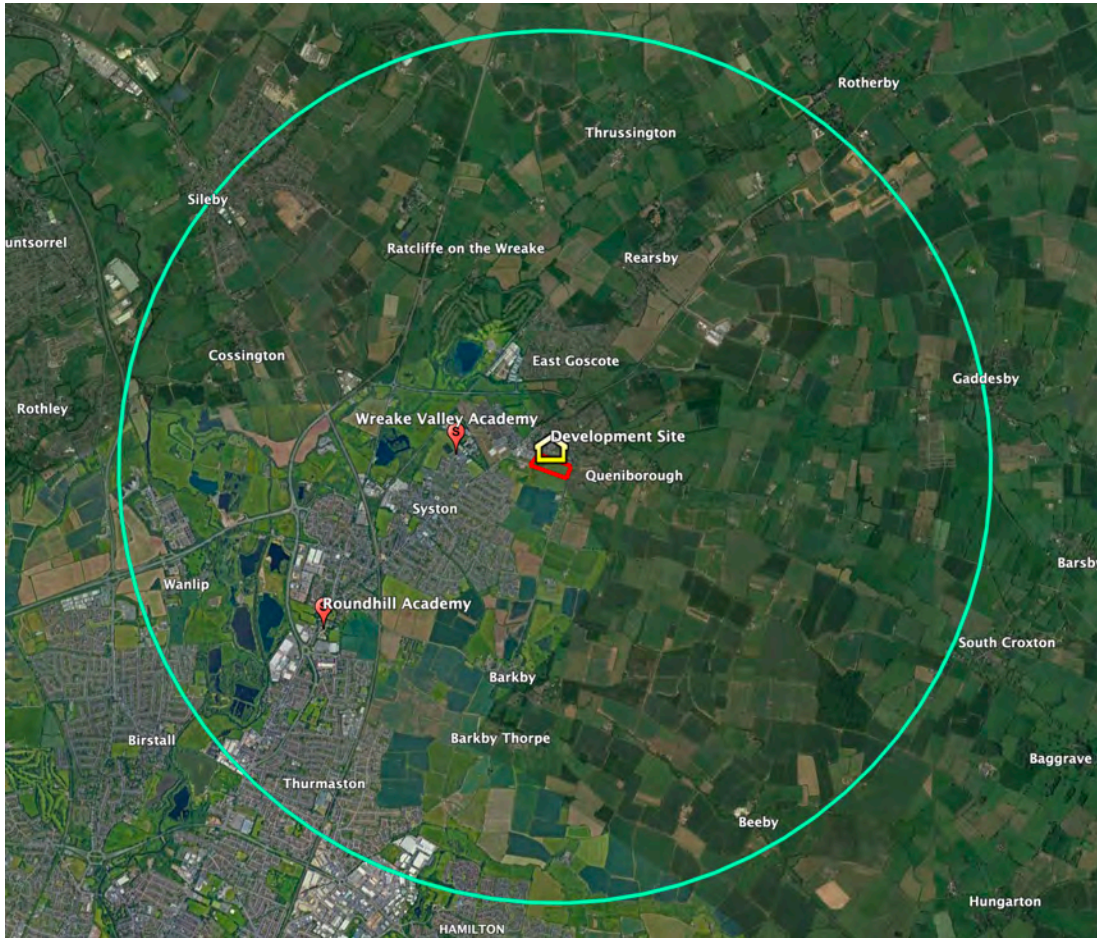 Rotherby
Thrussington
Sileby
untsorrel
Ratcliffe on the Wreake
Rearsby
Cossington
East Goscote
Gaddesby
Rothley
Wreake Valley Academy
S
Development Site
Queniborough
Syston
Barsby
Wanlip
Roundhill Academy
South Croxton
Barkby
Birstall
Barkby Thorpe
Baggrave
Thurmaston
Beeby
Hungarton
HAMILTON